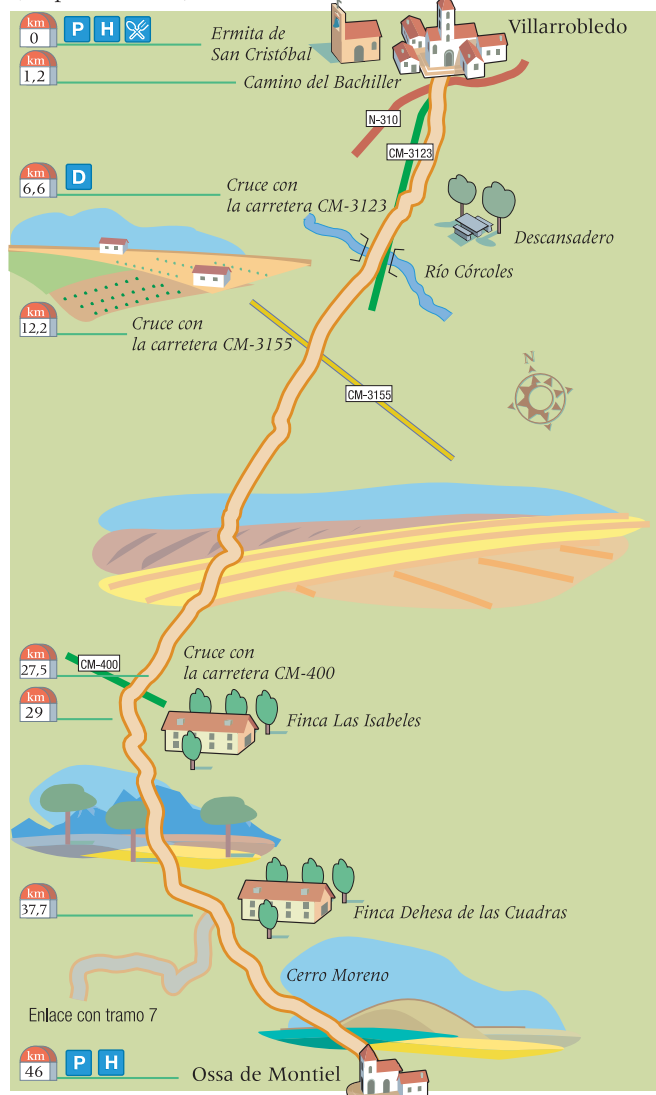 km
0
P H
Ermita de
San Cristóbal
Villarrobledo
km
1,2
Camino del Bachiller
N-310
CM-3123
km
6,6
D
Cruce con
la carretera CM-3123
Descansadero
Río Córcoles
km
12,2
Cruce con
la carretera CM-3155
CM-3155
N
km
27,5
CM-400
Cruce con
la carretera CM-400
km
29
Finca Las Isabeles
km
37,7
Finca Dehesa de las Cuadras
Cerro Moreno
Enlace con tramo 7
km
46
P H
Ossa de Montiel